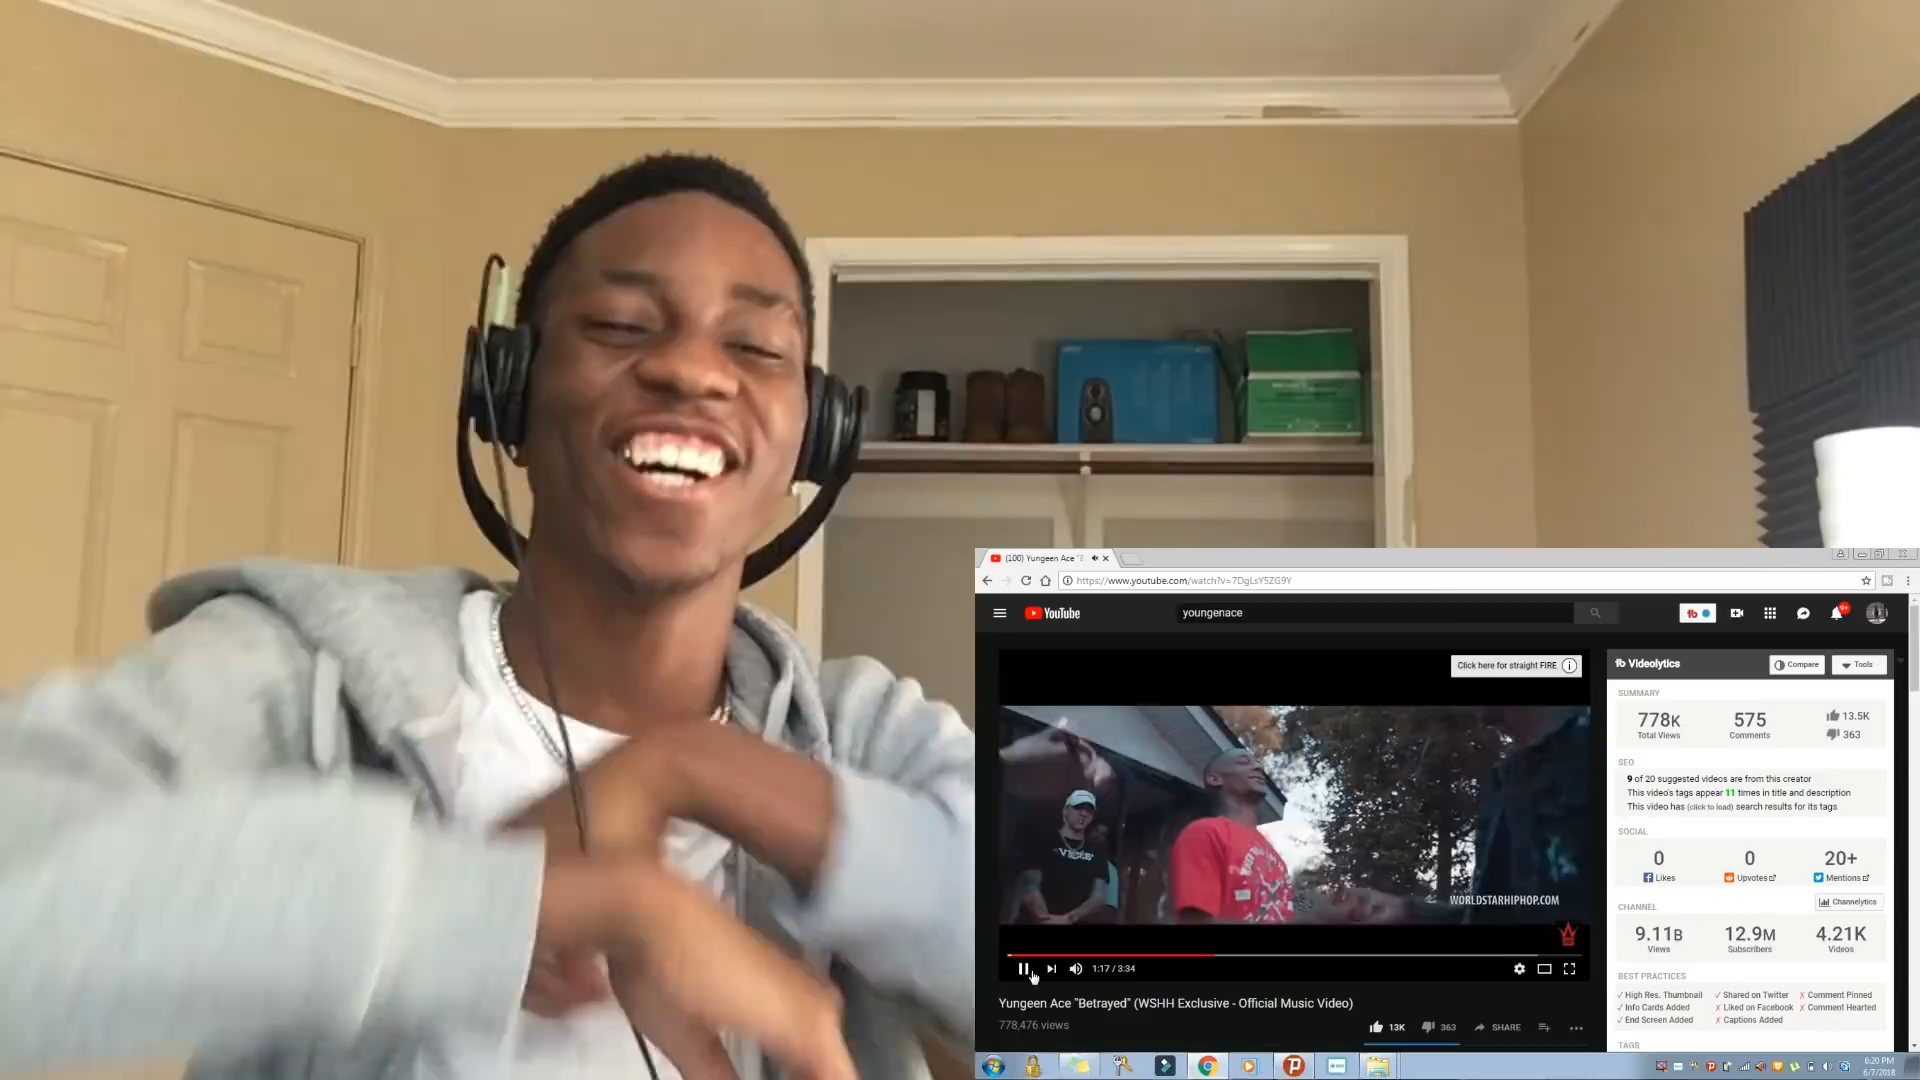 (100) Yungeen Ace "B
https://www.youtube.com/watch?v=7DgLsY5ZG9Y
YouTube
youngenace
tb
9+
Click here for straight FIRE
VICES
WORLDSTARHIPHOP.COM
1:17 / 3:34
Yungeen Ace "Betrayed" (WSHH Exclusive - Official Music Video)
778,476 views
13K 363 SHARE
tb Videolytics Compare Tools
SUMMARY
778K 575 13.5K
Total Views Comments 363
SEO
9 of 20 suggested videos are from this creator
This video's tags appear 11 times in title and description
This video has (click to load) search results for its tags
SOCIAL
0 0 20+
Likes Upvotes Mentions
CHANNEL Channelytics
9.11B 12.9M 4.21K
Views Subscribers Videos
BEST PRACTICES
✓ High Res. Thumbnail ✓ Shared on Twitter ✗ Comment Pinned
✓ Info Cards Added ✗ Liked on Facebook ✗ Comment Hearted
✓ End Screen Added ✗ Captions Added
TAGS
6:20 PM
6/7/2018